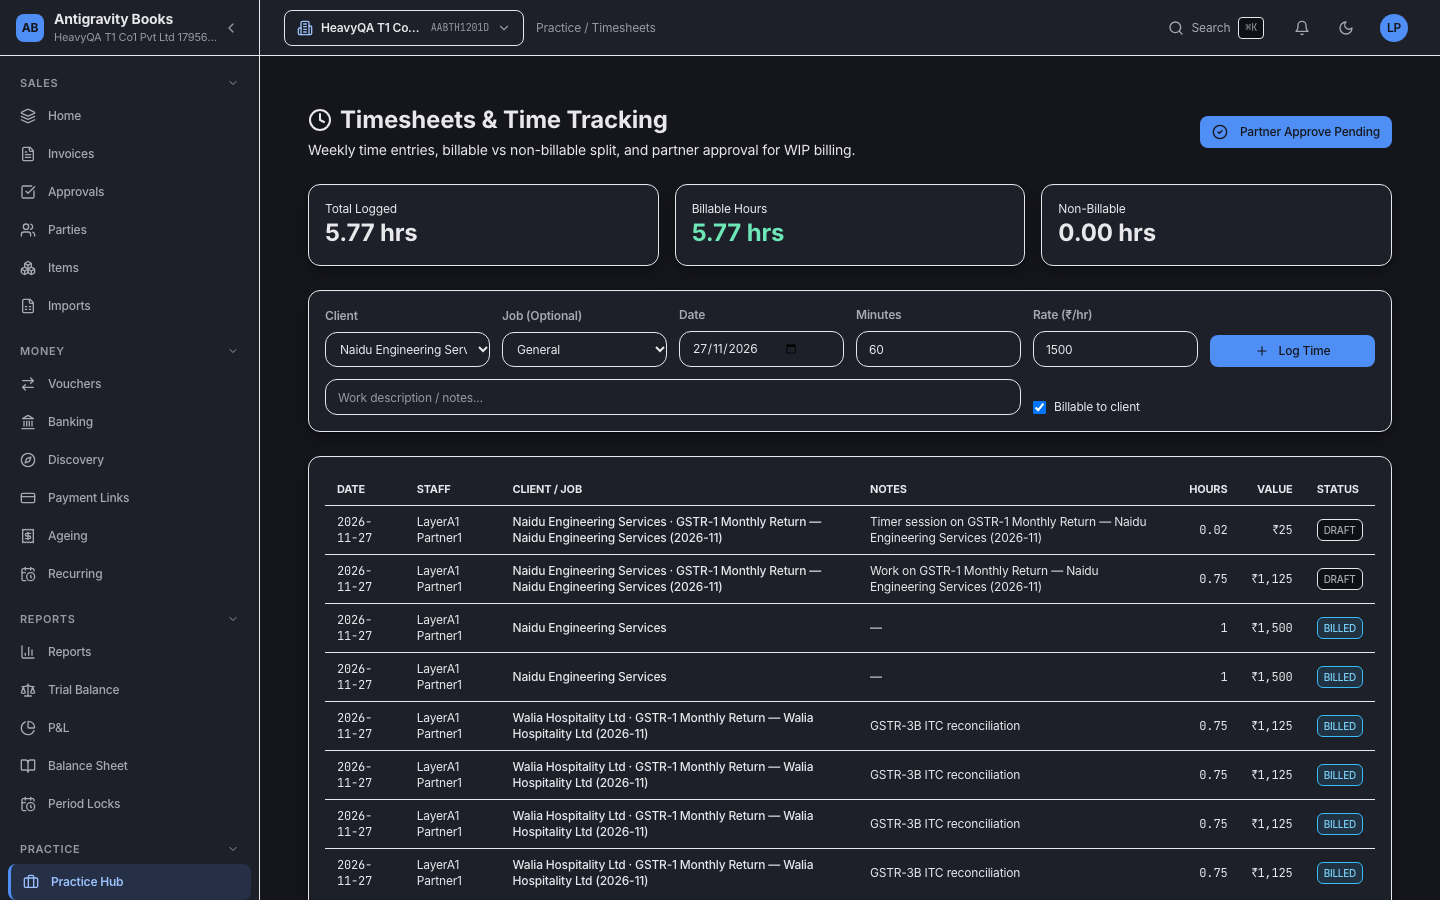 AB
Antigravity Books
HeavyQA T1 Co1 Pvt Ltd 17956...
HeavyQA T1 Co... AABTH1201D
Practice / Timesheets
Search ⌘K
LP
SALES
Home
Invoices
Approvals
Parties
Items
Imports
MONEY
Vouchers
Banking
Discovery
Payment Links
Ageing
Recurring
REPORTS
Reports
Trial Balance
P&L
Balance Sheet
Period Locks
PRACTICE
Practice Hub
Timesheets & Time Tracking
Weekly time entries, billable vs non-billable split, and partner approval for WIP billing.
Partner Approve Pending
Total Logged
5.77 hrs
Billable Hours
5.77 hrs
Non-Billable
0.00 hrs
Client Job (Optional) Date Minutes Rate (₹/hr)
Naidu Engineering Serv General 27/11/2026 60 1500 + Log Time
Work description / notes... Billable to client
DATE STAFF CLIENT / JOB NOTES HOURS VALUE STATUS
2026-11-27 LayerA1 Partner1 Naidu Engineering Services · GSTR-1 Monthly Return — Naidu Engineering Services (2026-11) Timer session on GSTR-1 Monthly Return — Naidu Engineering Services (2026-11) 0.02 ₹25 DRAFT
2026-11-27 LayerA1 Partner1 Naidu Engineering Services · GSTR-1 Monthly Return — Naidu Engineering Services (2026-11) Work on GSTR-1 Monthly Return — Naidu Engineering Services (2026-11) 0.75 ₹1,125 DRAFT
2026-11-27 LayerA1 Partner1 Naidu Engineering Services — 1 ₹1,500 BILLED
2026-11-27 LayerA1 Partner1 Naidu Engineering Services — 1 ₹1,500 BILLED
2026-11-27 LayerA1 Partner1 Walia Hospitality Ltd · GSTR-1 Monthly Return — Walia Hospitality Ltd (2026-11) GSTR-3B ITC reconciliation 0.75 ₹1,125 BILLED
2026-11-27 LayerA1 Partner1 Walia Hospitality Ltd · GSTR-1 Monthly Return — Walia Hospitality Ltd (2026-11) GSTR-3B ITC reconciliation 0.75 ₹1,125 BILLED
2026-11-27 LayerA1 Partner1 Walia Hospitality Ltd · GSTR-1 Monthly Return — Walia Hospitality Ltd (2026-11) GSTR-3B ITC reconciliation 0.75 ₹1,125 BILLED
2026-11-27 LayerA1 Partner1 Walia Hospitality Ltd · GSTR-1 Monthly Return — Walia Hospitality Ltd (2026-11) GSTR-3B ITC reconciliation 0.75 ₹1,125 BILLED